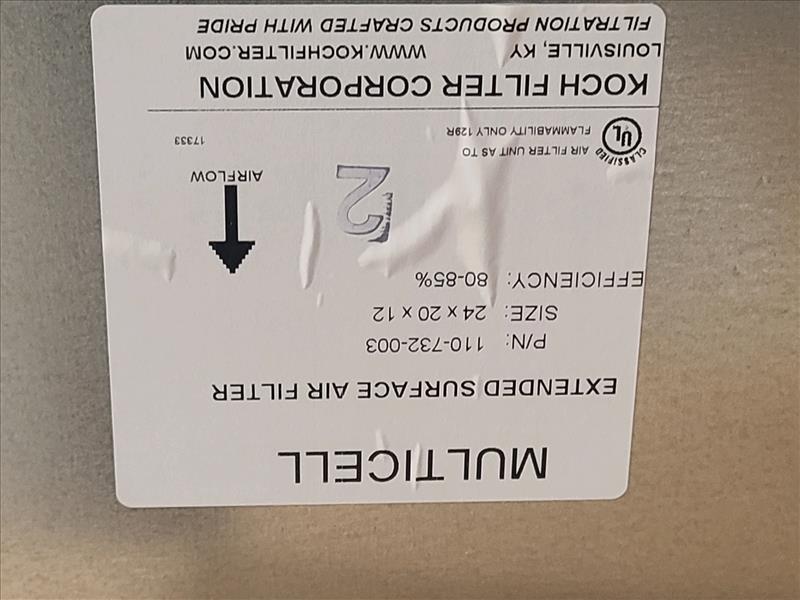 MULTICELL
EXTENDED SURFACE AIR FILTER
P/N: 110-732-003
SIZE: 24 x 20 x 12
EFFICIENCY: 80-85%
2
AIRFLOW
CLASSIFIED
UL
AIR FILTER UNIT AS TO
FLAMMABILITY ONLY 129R
17333
KOCH FILTER CORPORATION
LOUISVILLE, KY WWW.KOCHFILTER.COM
FILTRATION PRODUCTS CRAFTED WITH PRIDE